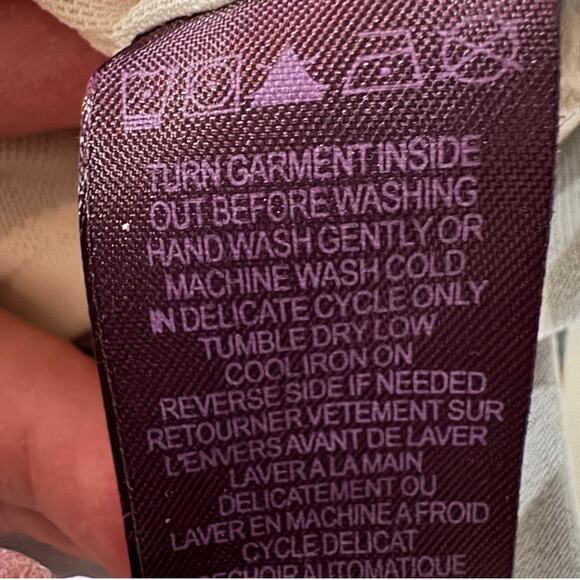 TURN GARMENT INSIDE
OUT BEFORE WASHING
HAND WASH GENTLY OR
MACHINE WASH COLD
IN DELICATE CYCLE ONLY
TUMBLE DRY LOW
COOL IRON ON
REVERSE SIDE IF NEEDED
RETOURNER VETEMENT SUR
L'ENVERS AVANT DE LAVER
LAVER A LA MAIN
DELICATEMENT OU
LAVER EN MACHINE A FROID
CYCLE DELICAT
SECHOIR AUTOMATIQUE